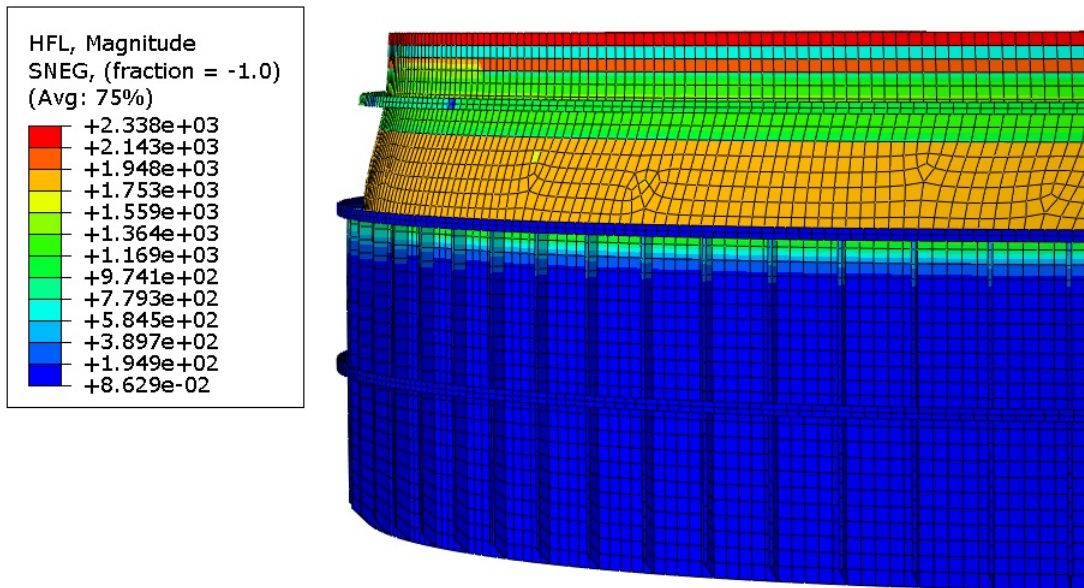 HFL, Magnitude
SNEG, (fraction = -1.0)
(Avg: 75%)
+2.338e+03
+2.143e+03
+1.948e+03
+1.753e+03
+1.559e+03
+1.364e+03
+1.169e+03
+9.741e+02
+7.793e+02
+5.845e+02
+3.897e+02
+1.949e+02
+8.629e-02